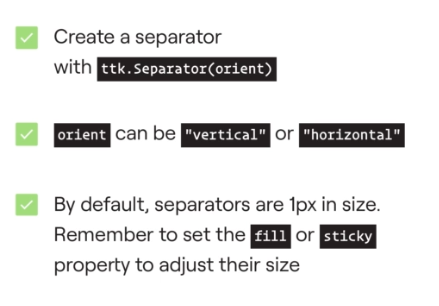 Create a separator
with ttk.Separator(orient)
orient can be "vertical" or "horizontal"
By default, separators are 1px in size.
Remember to set the fill or sticky
property to adjust their size